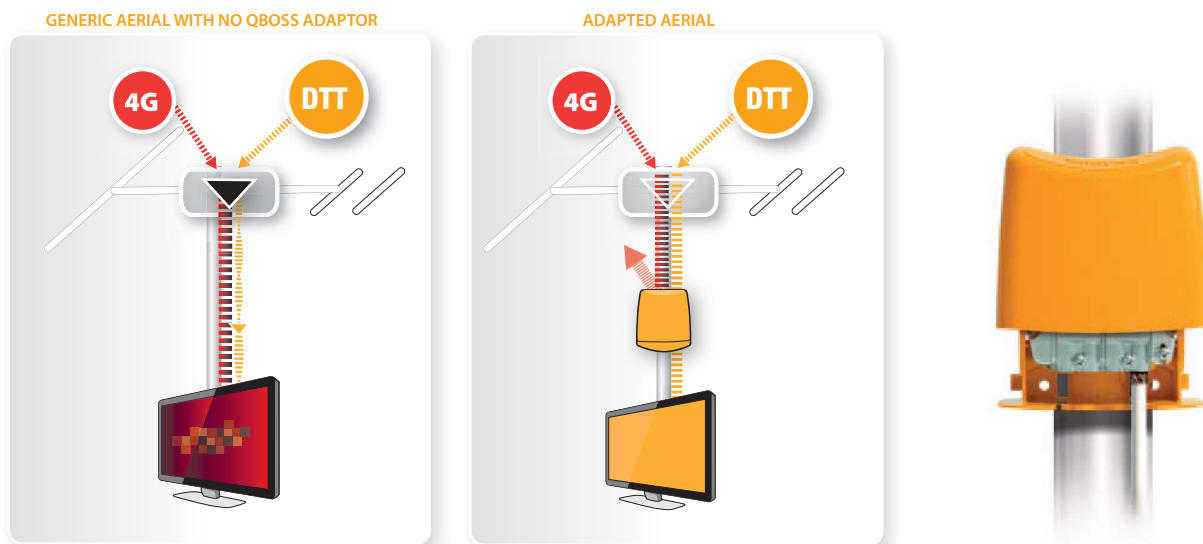 GENERIC AERIAL WITH NO QBOSS ADAPTOR
4G
DTT
ADAPTED AERIAL
4G
DTT